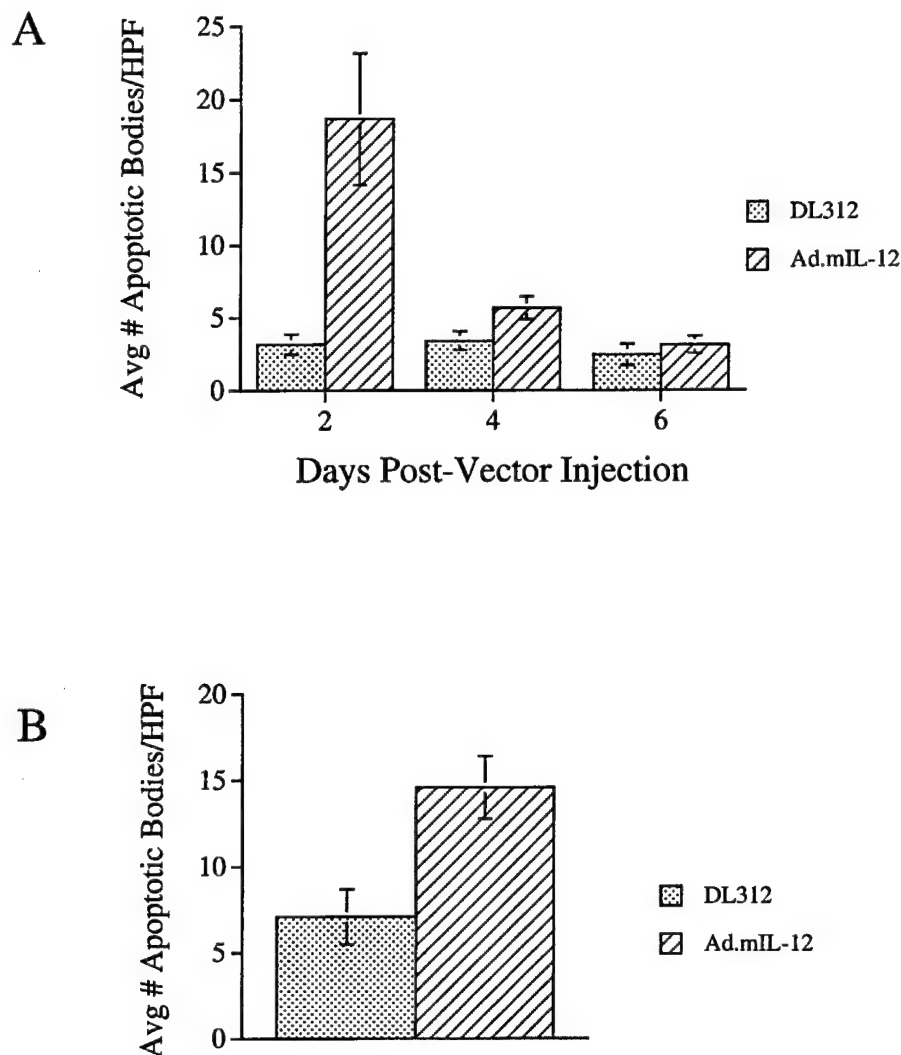 A
Avg # Apoptotic Bodies/HPF
25
20
15
10
5
0
2 4 6
Days Post-Vector Injection
DL312
Ad.mIL-12
B
Avg # Apoptotic Bodies/HPF
20
15
10
5
0
DL312
Ad.mIL-12